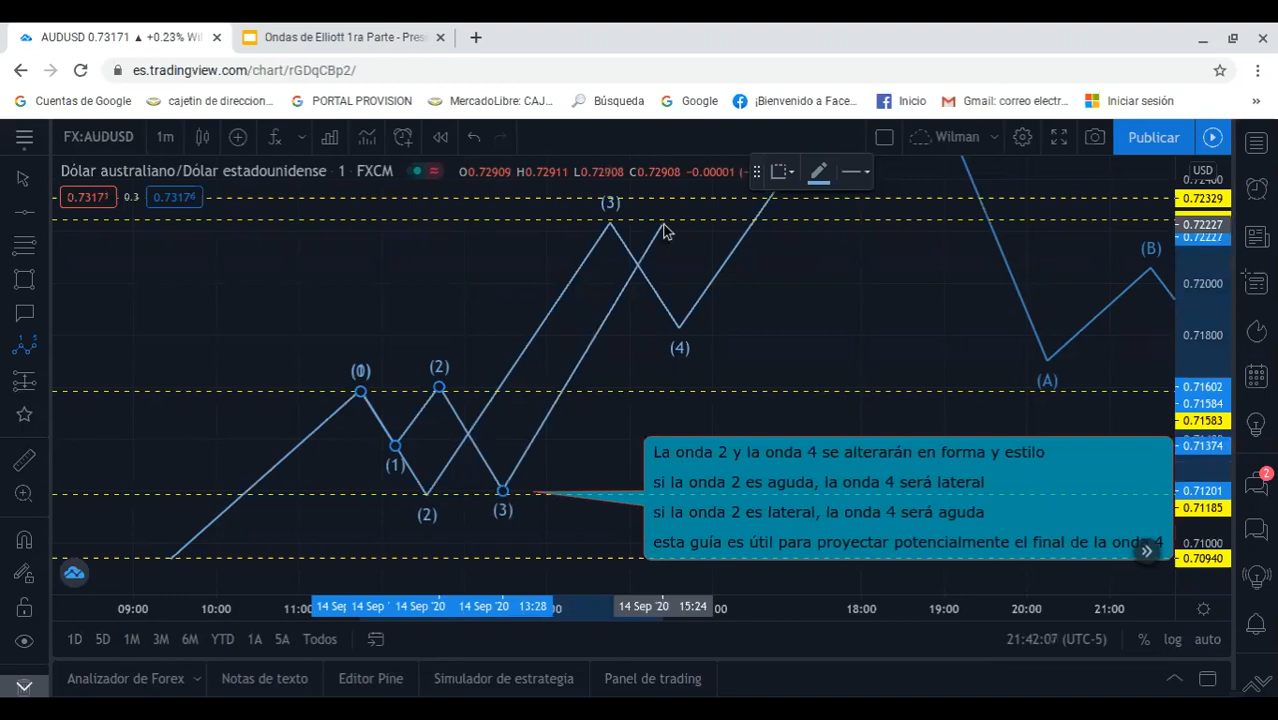 AUDUSD 0.73171 ▲ +0.23% Wi
Ondas de Elliott 1ra Parte - Pres
es.tradingview.com/chart/rGDqCBp2/
Cuentas de Google
cajetin de direccion...
PORTAL PROVISION
MercadoLibre: CAJ...
Búsqueda
Google
¡Bienvenido a Face...
Inicio
Gmail: correo electr...
Iniciar sesión
FX:AUDUSD
1m
Wilman
Publicar
Dólar australiano/Dólar estadounidense · 1 · FXCM
O0.72909 H0.72911 L0.72908 C0.72908 -0.00001
USD
0.72400
0.73171
0.3
0.73176
0.72329
(3)
0.72227
0.72227
(B)
0.72000
0.71800
(4)
(2)
(A)
0.71602
0.71584
0.71583
La onda 2 y la onda 4 se alterarán en forma y estilo
0.71374
(1)
si la onda 2 es aguda, la onda 4 será lateral
0.71201
0.71185
(2)
(3)
si la onda 2 es lateral, la onda 4 será aguda
esta guía es útil para proyectar potencialmente el final de la onda 4
0.71000
0.70940
09:00
10:00
11:00
14 Sep '20
14 Sep '20 13:28
14 Sep '20 15:24
18:00
19:00
20:00
21:00
1D 5D 1M 3M 6M YTD 1A 5A Todos
21:42:07 (UTC-5)
% log auto
Analizador de Forex
Notas de texto
Editor Pine
Simulador de estrategia
Panel de trading
2